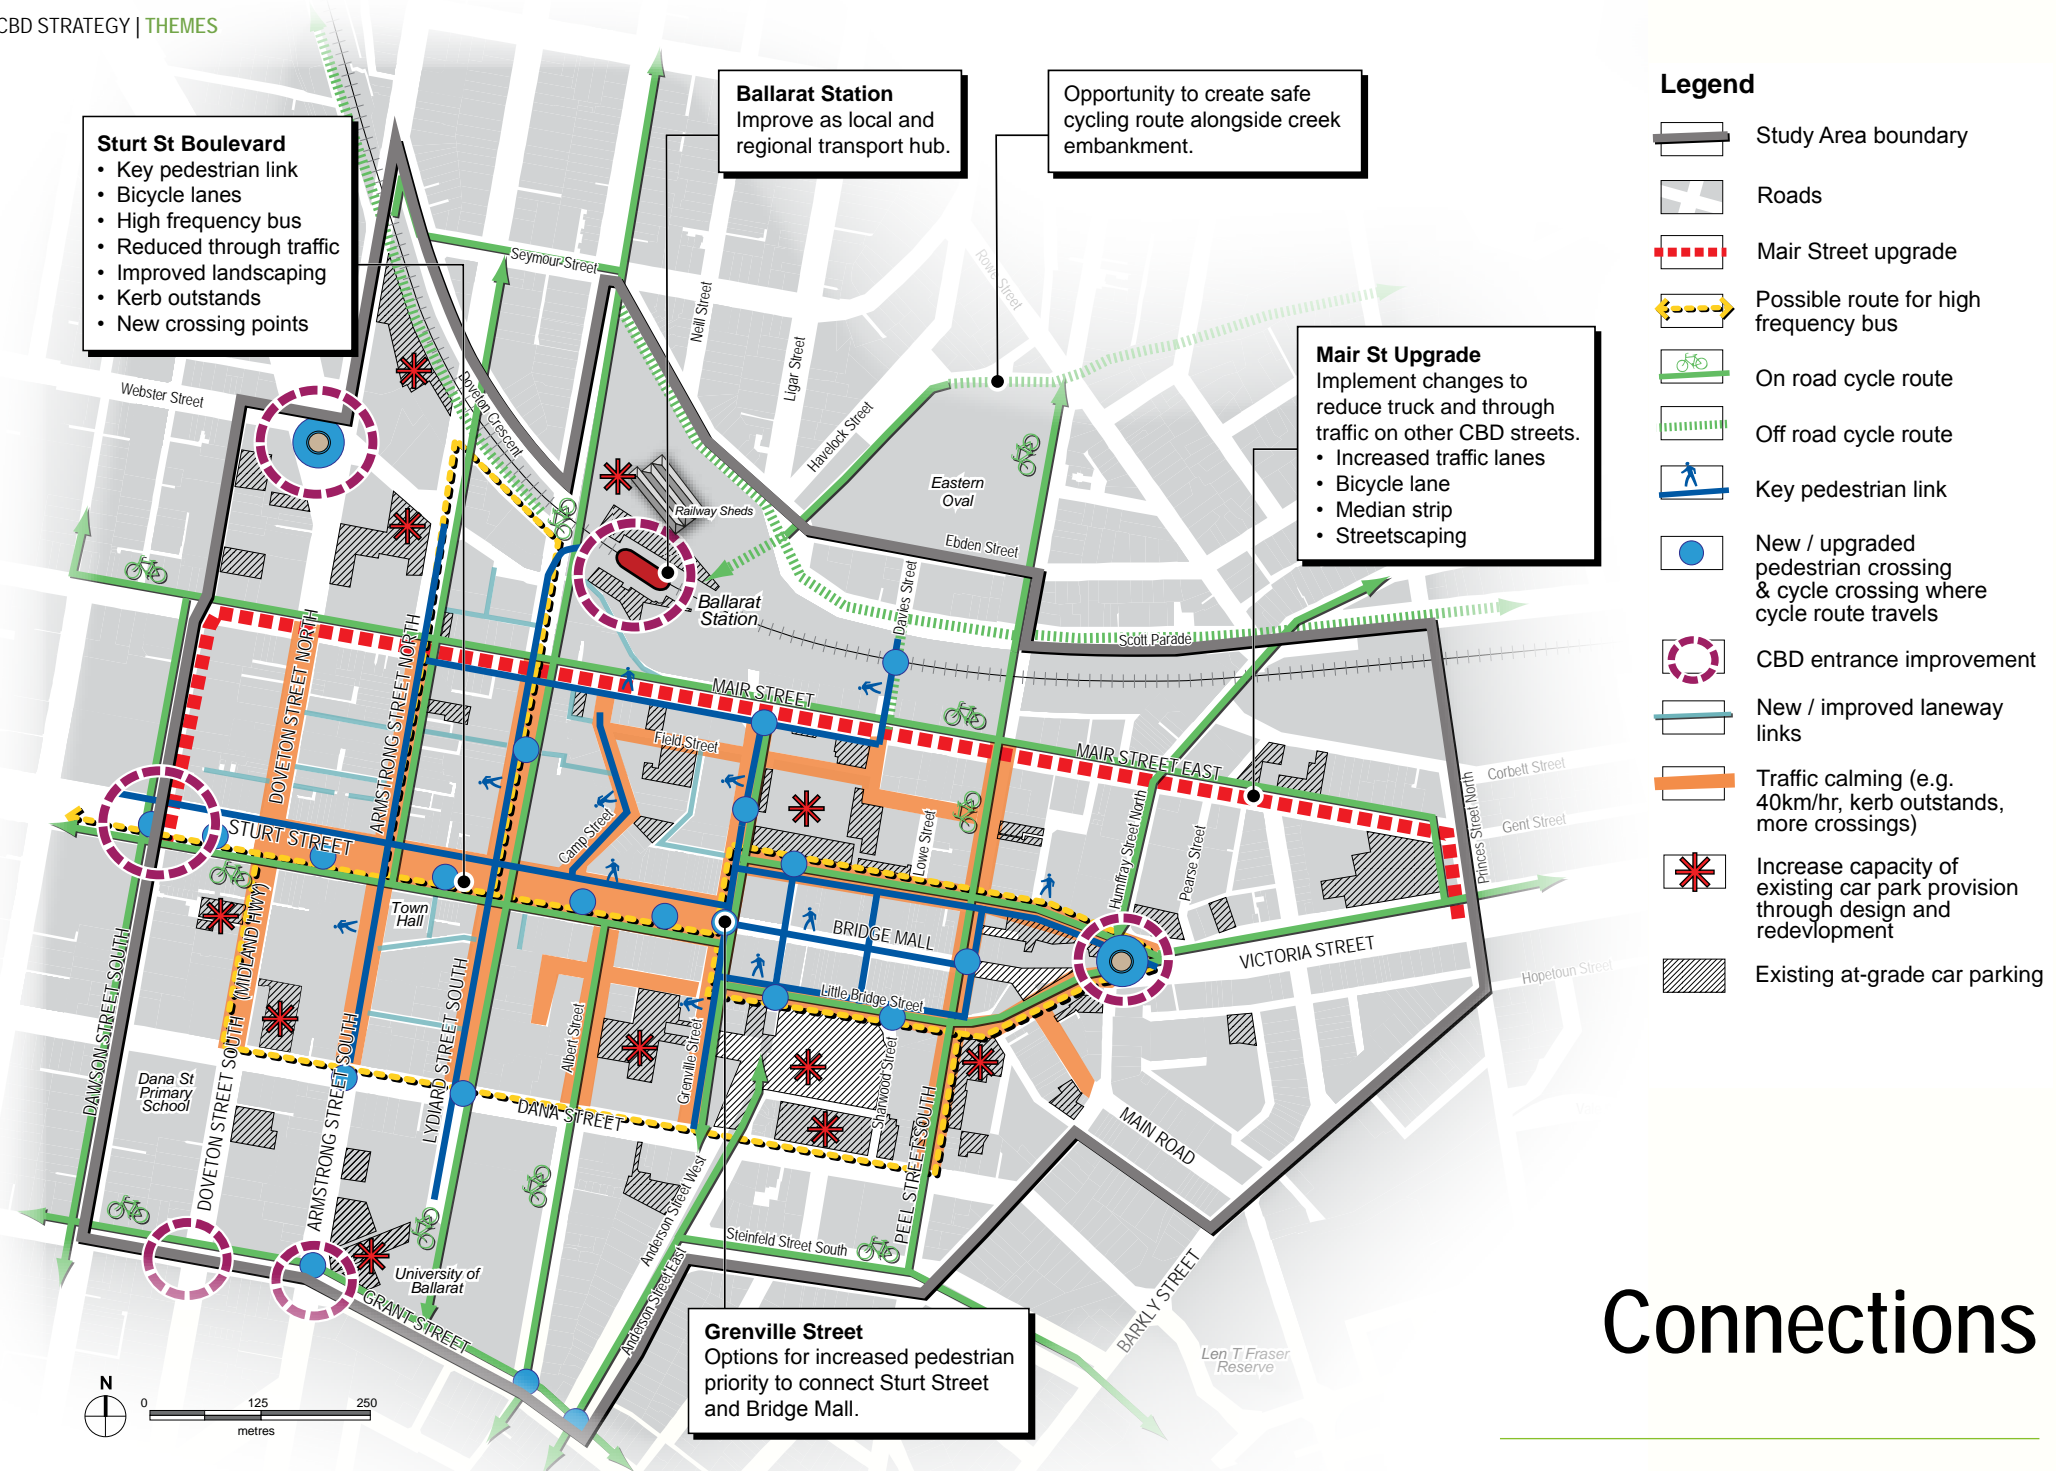 CBD STRATEGY | THEMES
Sturt St Boulevard
• Key pedestrian link
• Bicycle lanes
• High frequency bus
• Reduced through traffic
• Improved landscaping
• Kerb outstands
• New crossing points
Ballarat Station
Improve as local and
regional transport hub.
Opportunity to create safe
cycling route alongside creek
embankment.
Mair St Upgrade
Implement changes to
reduce truck and through
traffic on other CBD streets.
• Increased traffic lanes
• Bicycle lane
• Median strip
• Streetscaping
Grenville Street
Options for increased pedestrian
priority to connect Sturt Street
and Bridge Mall.
Seymour Street
Neill Street
Ligar Street
Rowe Street
Webster Street
Doveton Crescent
Havelock Street
Eastern
Oval
Railway Sheds
Ebden Street
Davies Street
Ballarat
Station
Scott Parade
DOVETON STREET NORTH
ARMSTRONG STREET NORTH
MAIR STREET
Field Street
MAIR STREET EAST
Corbett Street
Gent Street
Princes Street North
Humffray Street North
Pearse Street
Lowe Street
Camp Street
STURT STREET
Town
Hall
BRIDGE MALL
VICTORIA STREET
Hopetoun Street
Little Bridge Street
(MIDLAND HWY)
DAWSON STREET SOUTH
DOVETON STREET SOUTH
ARMSTRONG STREET SOUTH
LYDIARD STREET SOUTH
Albert Street
Grenville Street
Sharwood Street
PEEL STREET SOUTH
Dana St
Primary
School
DANA STREET
MAIN ROAD
Anderson Street West
Anderson Street East
Steinfeld Street South
BARKLY STREET
University of
Ballarat
GRANT STREET
Len T Fraser
Reserve
N
0 125 250
metres
Legend
Study Area boundary
Roads
Mair Street upgrade
Possible route for high
frequency bus
On road cycle route
Off road cycle route
Key pedestrian link
New / upgraded
pedestrian crossing
& cycle crossing where
cycle route travels
CBD entrance improvement
New / improved laneway
links
Traffic calming (e.g.
40km/hr, kerb outstands,
more crossings)
Increase capacity of
existing car park provision
through design and
redevlopment
Existing at-grade car parking
Connections